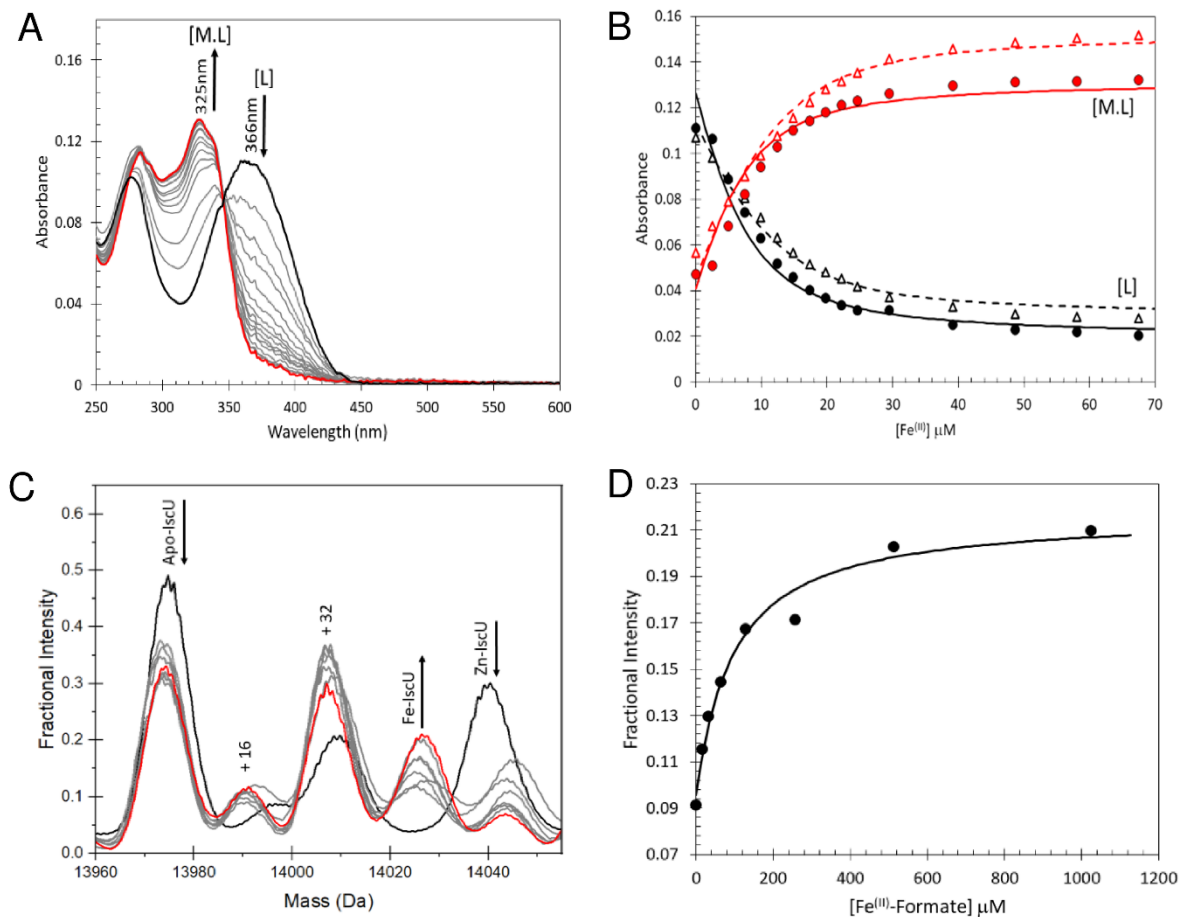 A
[M.L]
[L]
325nm
366nm
0.16
0.12
0.08
0.04
0
Absorbance
250 300 350 400 450 500 550 600
Wavelength (nm)
B
0.16
0.14
0.12
0.10
0.08
0.06
0.04
0.02
0
Absorbance
[M.L]
[L]
0 10 20 30 40 50 60 70
[Fe(II)] μM
C
0.6
0.5
0.4
0.3
0.2
0.1
0.0
Fractional Intensity
Apo-IscU
+ 16
+ 32
Fe-IscU
Zn-IscU
13960 13980 14000 14020 14040
Mass (Da)
D
0.23
0.21
0.19
0.17
0.15
0.13
0.11
0.09
0.07
Fractional Intensity
0 200 400 600 800 1000 1200
[Fe(II)-Formate] μM